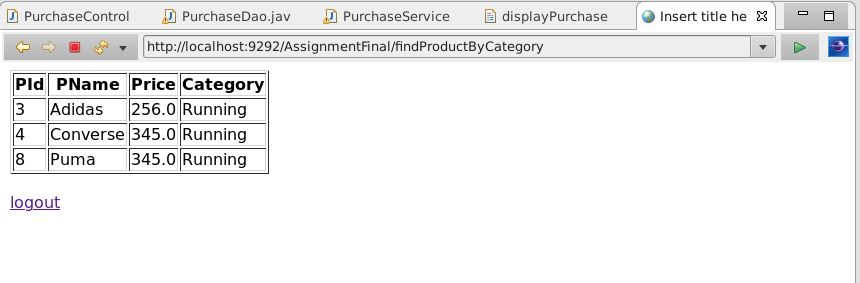 PurchaseControl PurchaseDao.jav PurchaseService displayPurchase Insert title he
http://localhost:9292/AssignmentFinal/findProductByCategory
PId PName Price Category
3 Adidas 256.0 Running
4 Converse 345.0 Running
8 Puma 345.0 Running
logout